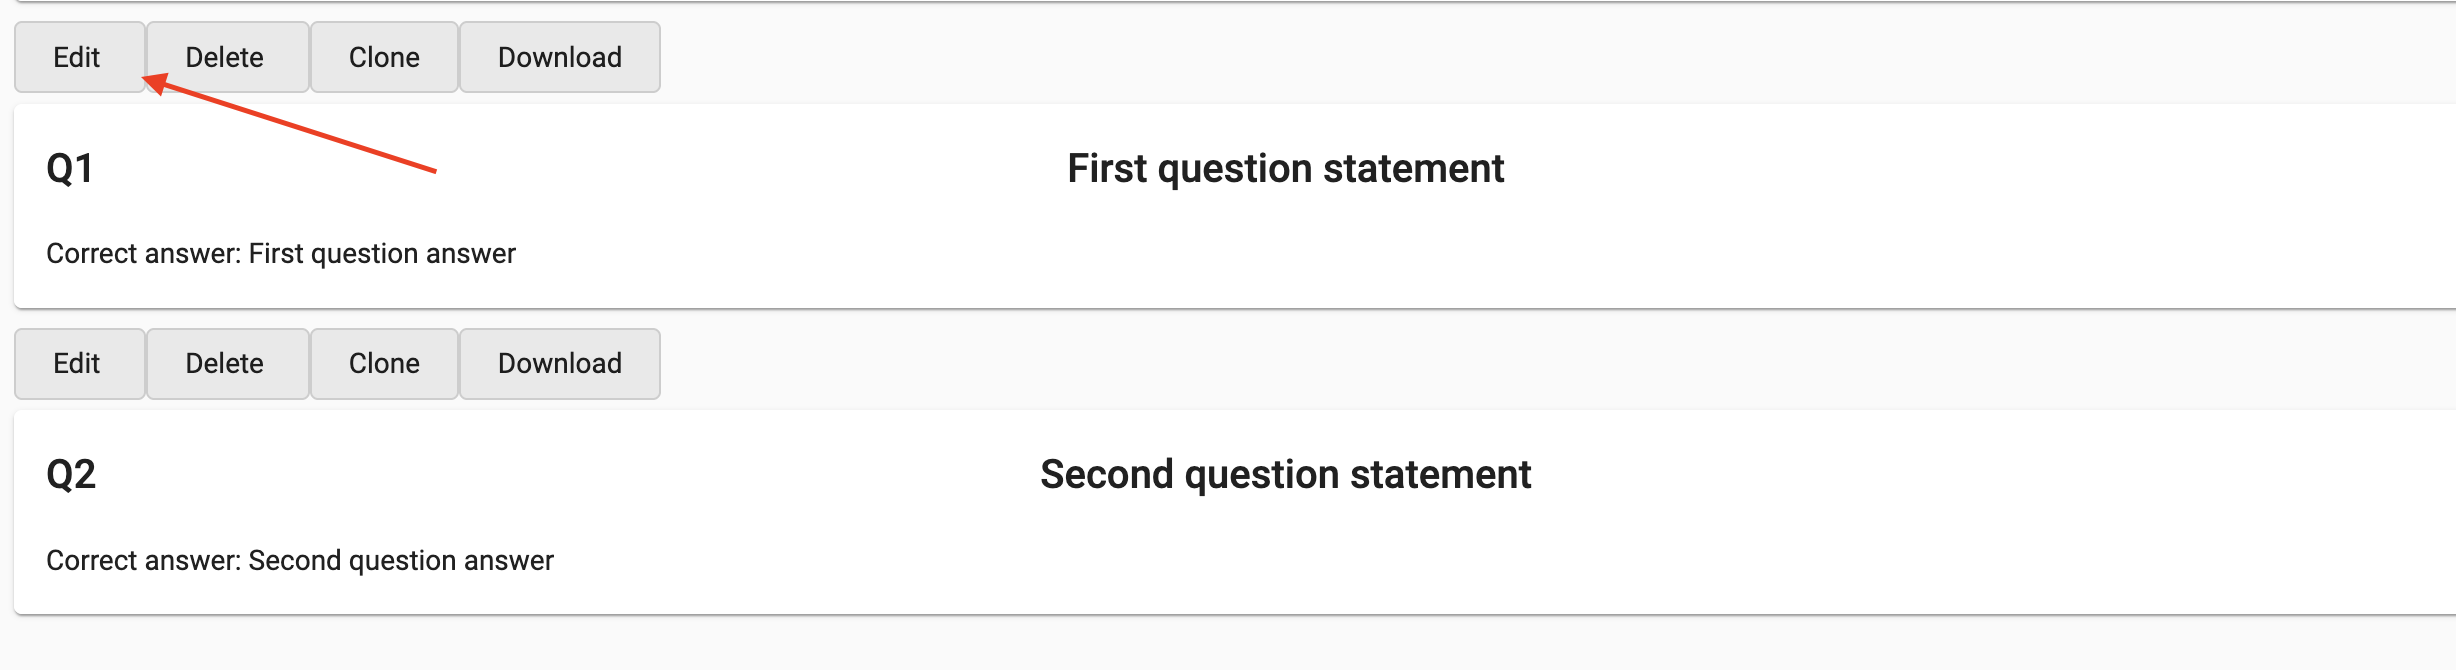 Edit Delete Clone Download
Q1 First question statement
Correct answer: First question answer
Edit Delete Clone Download
Q2 Second question statement
Correct answer: Second question answer